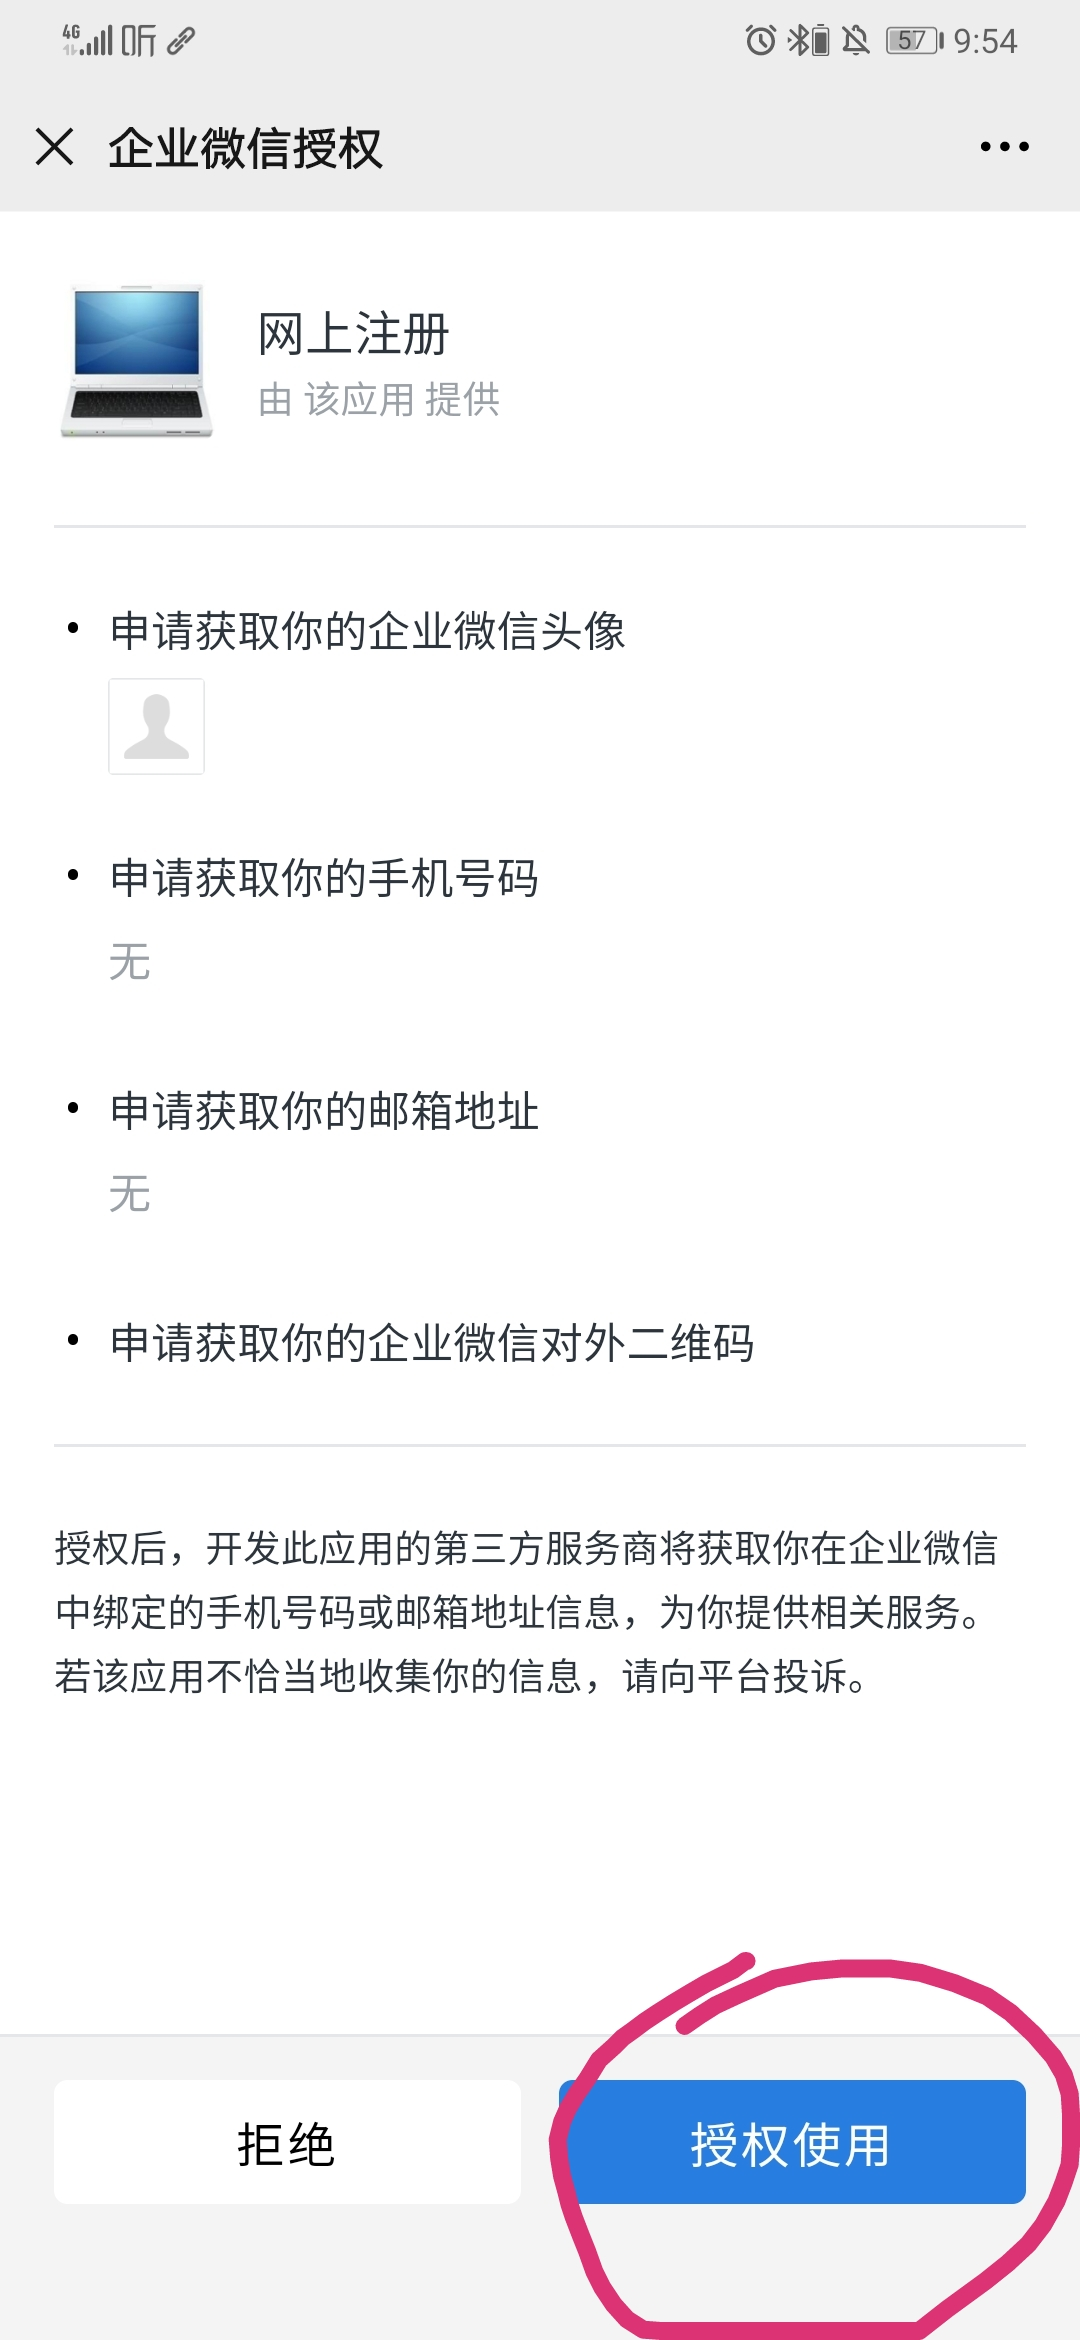 4G 听 57 9:54
企业微信授权
网上注册
由 该应用 提供
申请获取你的企业微信头像
申请获取你的手机号码
无
申请获取你的邮箱地址
无
申请获取你的企业微信对外二维码
授权后，开发此应用的第三方服务商将获取你在企业微信
中绑定的手机号码或邮箱地址信息，为你提供相关服务。
若该应用不恰当地收集你的信息，请向平台投诉。
拒绝 授权使用